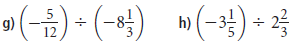 g) (−5/12) ÷ (−8 1/3) h) (−3 1/5) ÷ 2 2/3